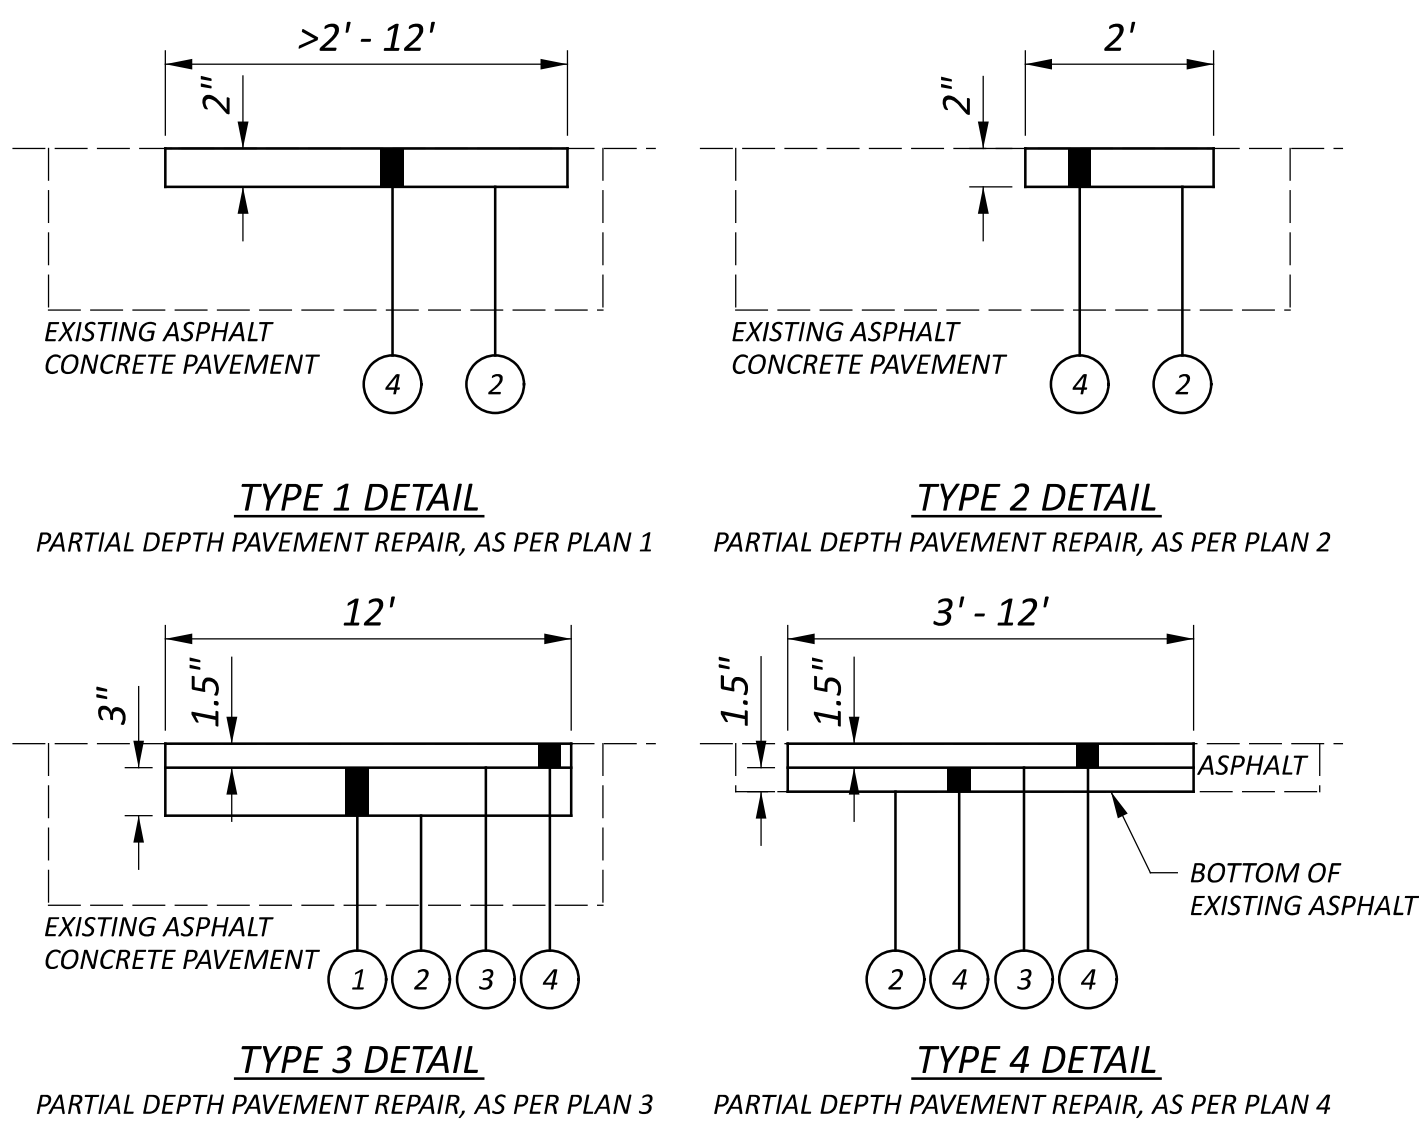 >2' - 12'
2"
EXISTING ASPHALT
CONCRETE PAVEMENT
4
2
TYPE 1 DETAIL
PARTIAL DEPTH PAVEMENT REPAIR, AS PER PLAN 1
2'
2"
EXISTING ASPHALT
CONCRETE PAVEMENT
4
2
TYPE 2 DETAIL
PARTIAL DEPTH PAVEMENT REPAIR, AS PER PLAN 2
12'
3"
1.5"
EXISTING ASPHALT
CONCRETE PAVEMENT
1
2
3
4
TYPE 3 DETAIL
PARTIAL DEPTH PAVEMENT REPAIR, AS PER PLAN 3
3' - 12'
1.5"
1.5"
ASPHALT
BOTTOM OF
EXISTING ASPHALT
2
4
3
4
TYPE 4 DETAIL
PARTIAL DEPTH PAVEMENT REPAIR, AS PER PLAN 4